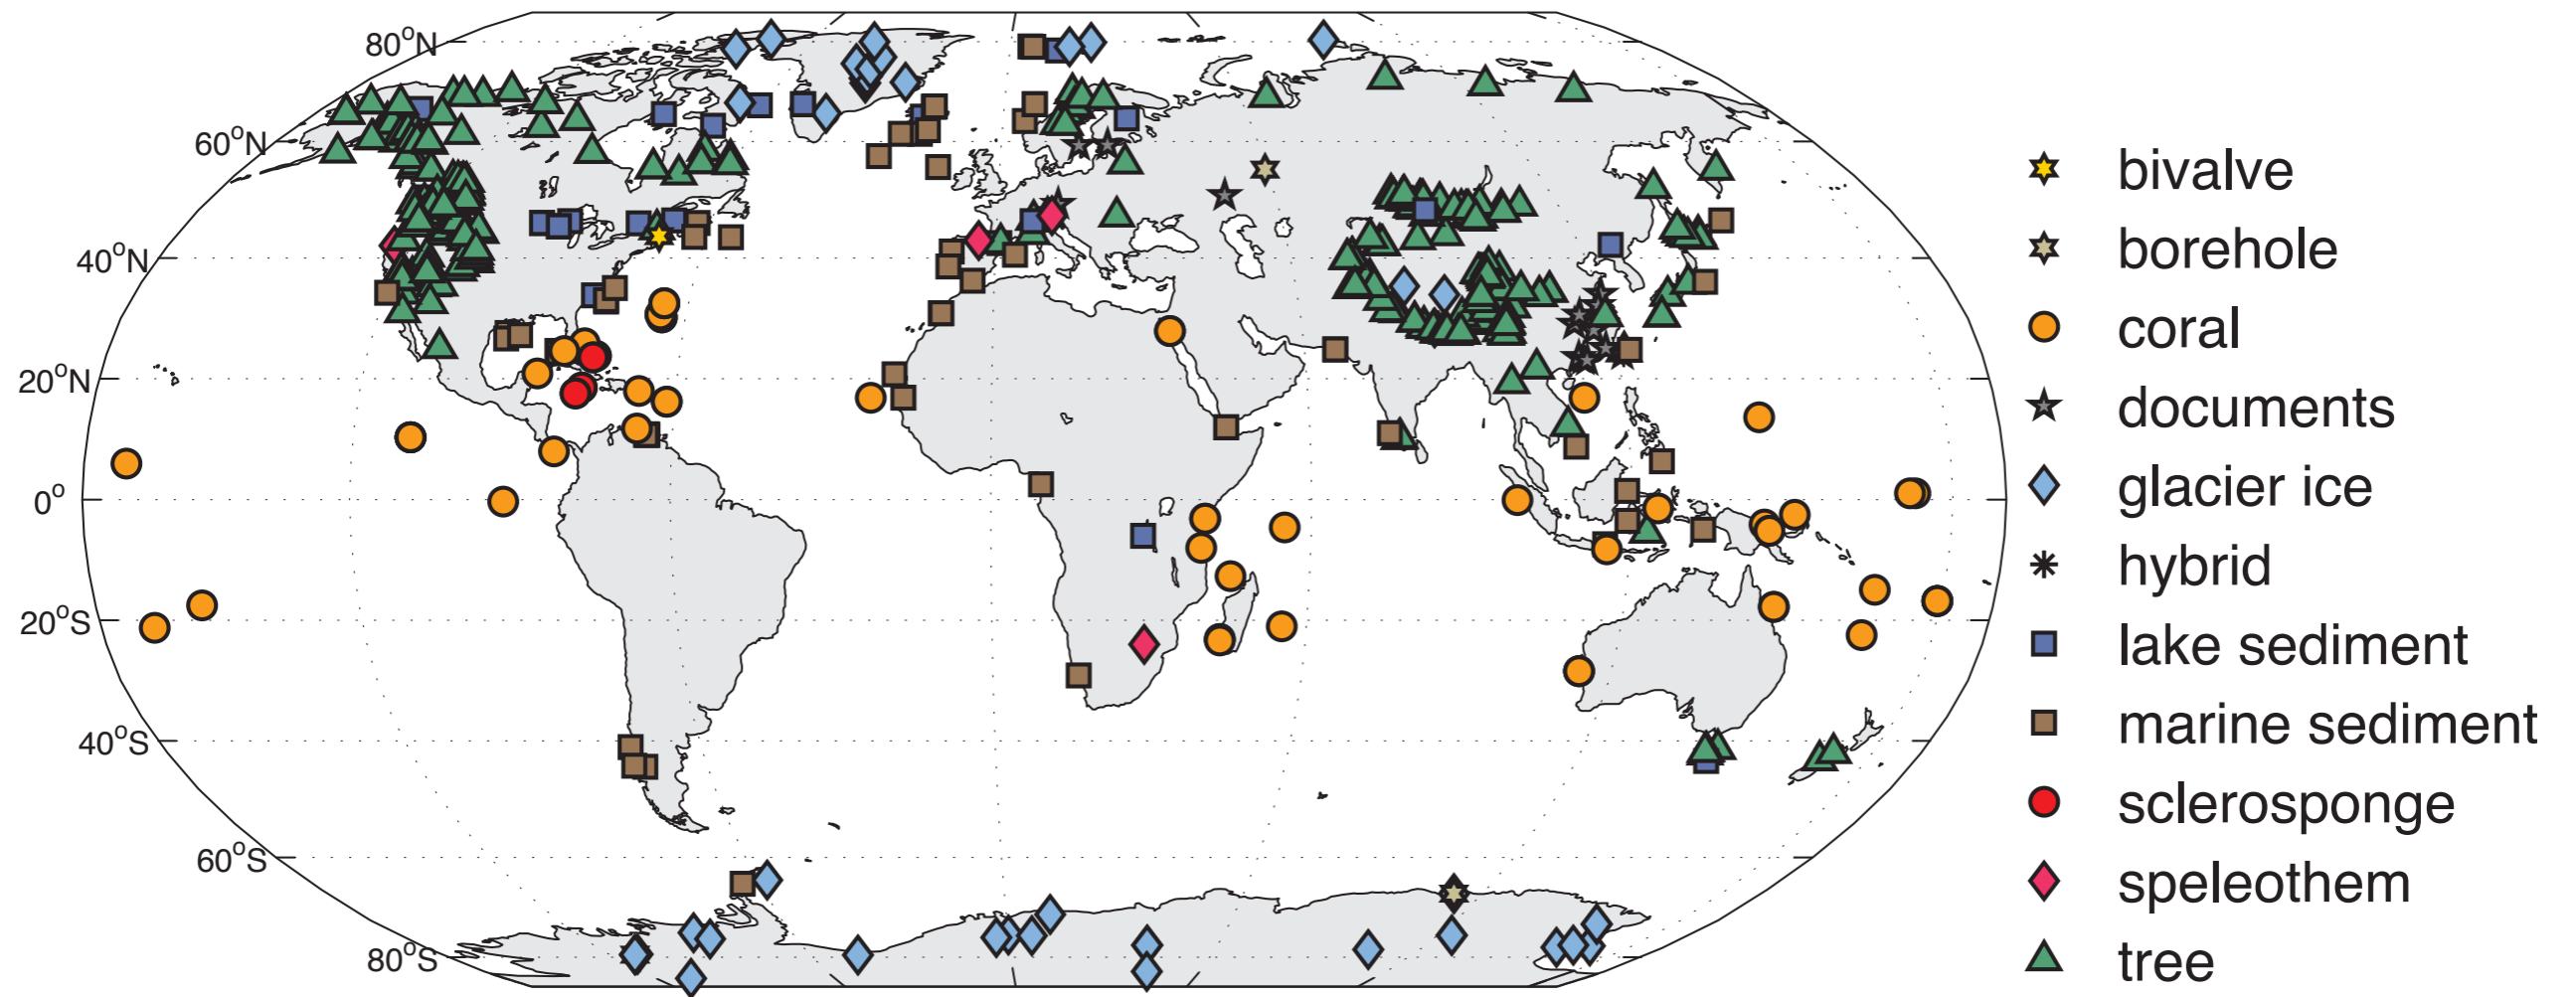 80°N
60°N
40°N
20°N
0°
20°S
40°S
60°S
80°S
bivalve
borehole
coral
documents
glacier ice
hybrid
lake sediment
marine sediment
sclerosponge
speleothem
tree